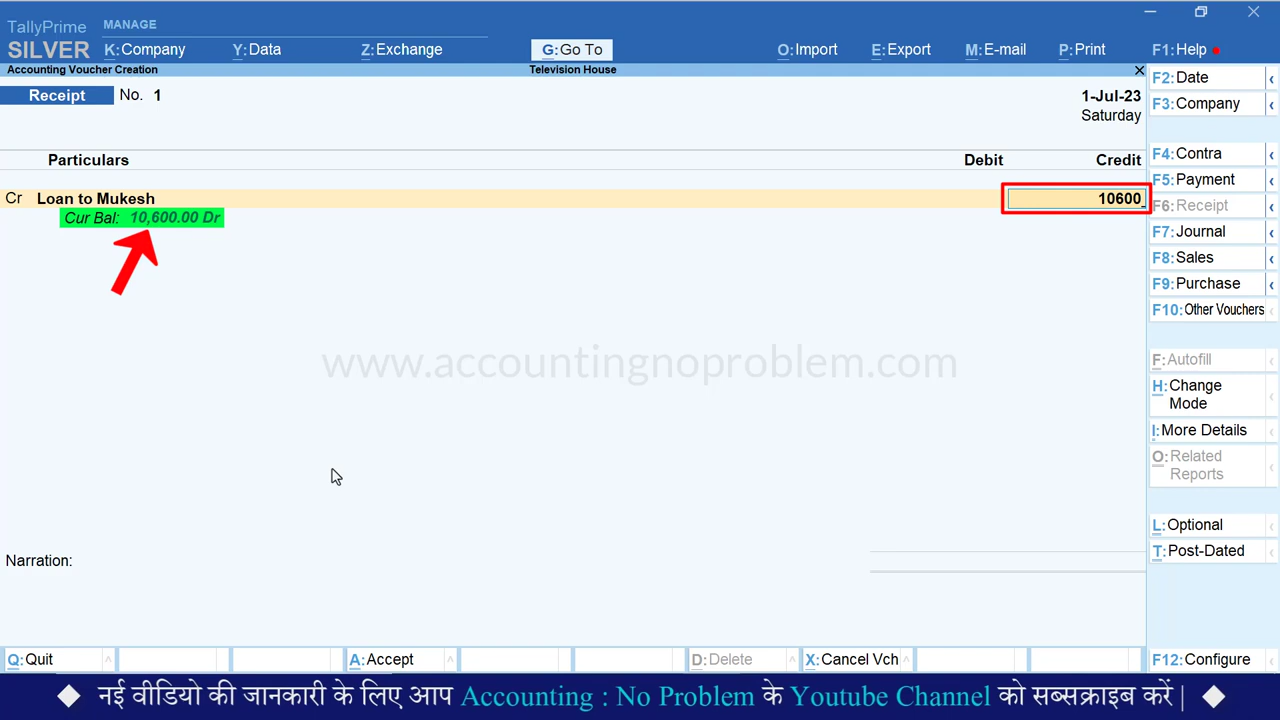 TallyPrime MANAGE
SILVER K:Company Y:Data Z:Exchange G:Go To O:Import E:Export M:E-mail P:Print F1:Help
Accounting Voucher Creation Television House
Receipt No. 1 1-Jul-23
Saturday
Particulars Debit Credit
Cr Loan to Mukesh 10600
Cur Bal: 10,600.00 Dr
www.accountingnoproblem.com
Narration:
F2:Date
F3:Company
F4:Contra
F5:Payment
F6:Receipt
F7:Journal
F8:Sales
F9:Purchase
F10:Other Vouchers
F:Autofill
H:Change
Mode
I:More Details
O:Related
Reports
L:Optional
T:Post-Dated
Q:Quit A:Accept D:Delete X:Cancel Vch F12:Configure
नई वीडियो की जानकारी के लिए आप Accounting : No Problem के Youtube Channel को सब्सक्राइब करें |